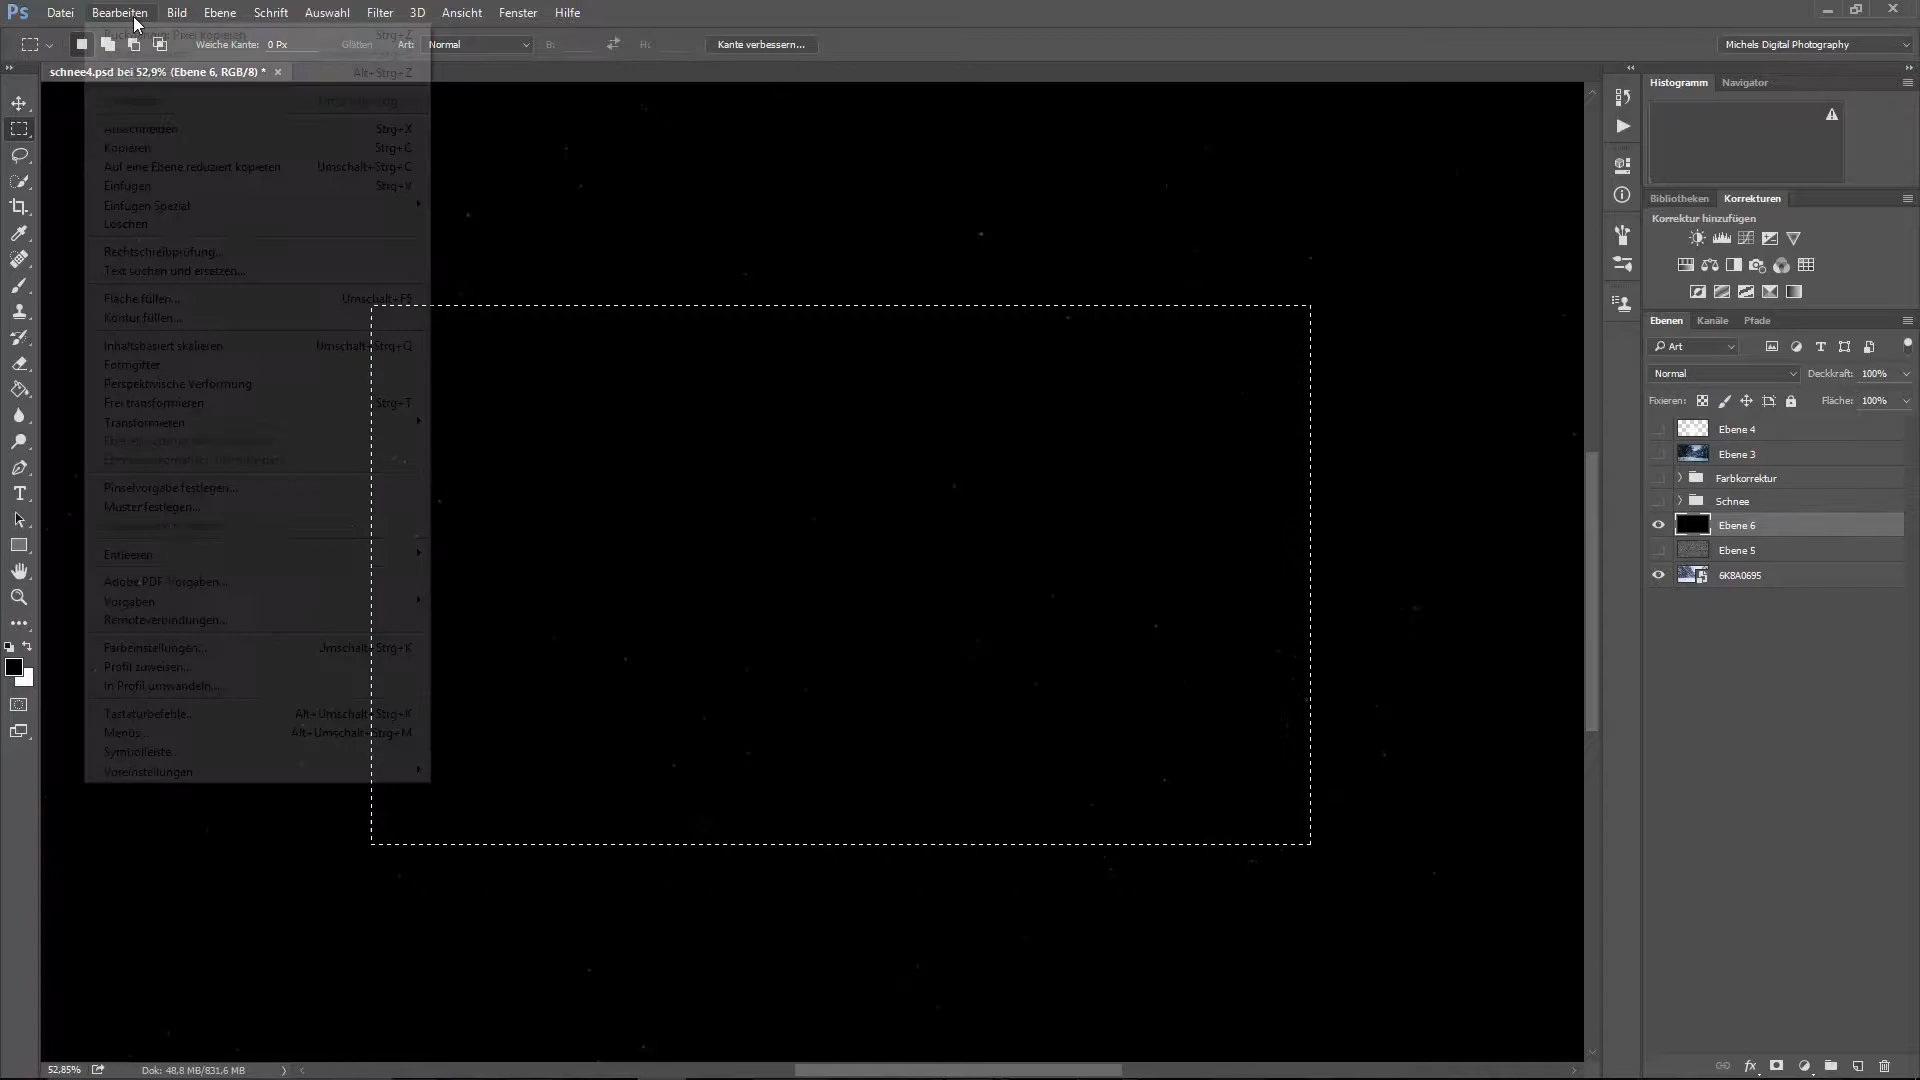 Ps Datei Bearbeiten Bild Ebene Schrift Auswahl Filter 3D Ansicht Fenster Hilfe
Rückgängig: Pixel kopieren Strg+Z
Weiche Kante: 0 Px Glätten Art: Normal B: H: Kante verbessern... Michels Digital Photography
schnee4.psd bei 52,9% (Ebene 6, RGB/8) *
Alt+Strg+Z
Ausschneiden Strg+X
Kopieren Strg+C
Auf eine Ebene reduziert kopieren Umschalt+Strg+C
Einfügen Strg+V
Einfügen Spezial
Löschen
Rechtschreibprüfung...
Text suchen und ersetzen...
Fläche füllen... Umschalt+F5
Kontur füllen...
Inhaltsbasiert skalieren Umschalt+Strg+Q
Formgitter
Perspektivische Verformung
Frei transformieren Strg+T
Transformieren
Pinselvorgabe festlegen...
Muster festlegen...
Entleeren
Adobe PDF-Vorgaben...
Vorgaben
Remoteverbindungen...
Farbeinstellungen... Umschalt+Strg+K
Profil zuweisen...
In Profil umwandeln...
Tastaturbefehle... Alt+Umschalt+Strg+K
Menüs... Alt+Umschalt+Strg+M
Symbolleiste...
Voreinstellungen
Histogramm Navigator
Bibliotheken Korrekturen
Korrektur hinzufügen
Ebenen Kanäle Pfade
Art
Normal Deckkraft: 100%
Fixieren: Fläche: 100%
Ebene 4
Ebene 3
Farbkorrektur
Schnee
Ebene 6
Ebene 5
6K8A0695
52,85% Dok: 48,8 MB/831,6 MB